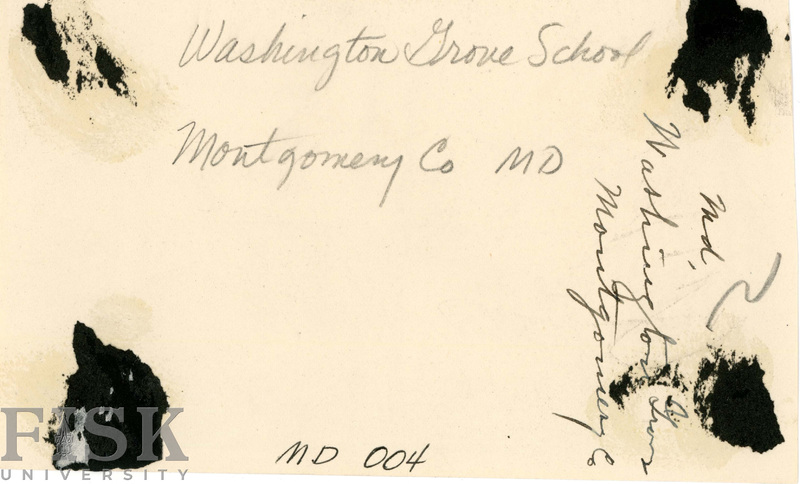 Washington Grove School
Montgomery Co MD
Md.
Washington Grove
Montgomery Co
2
MD 004
FISK
UNIVERSITY